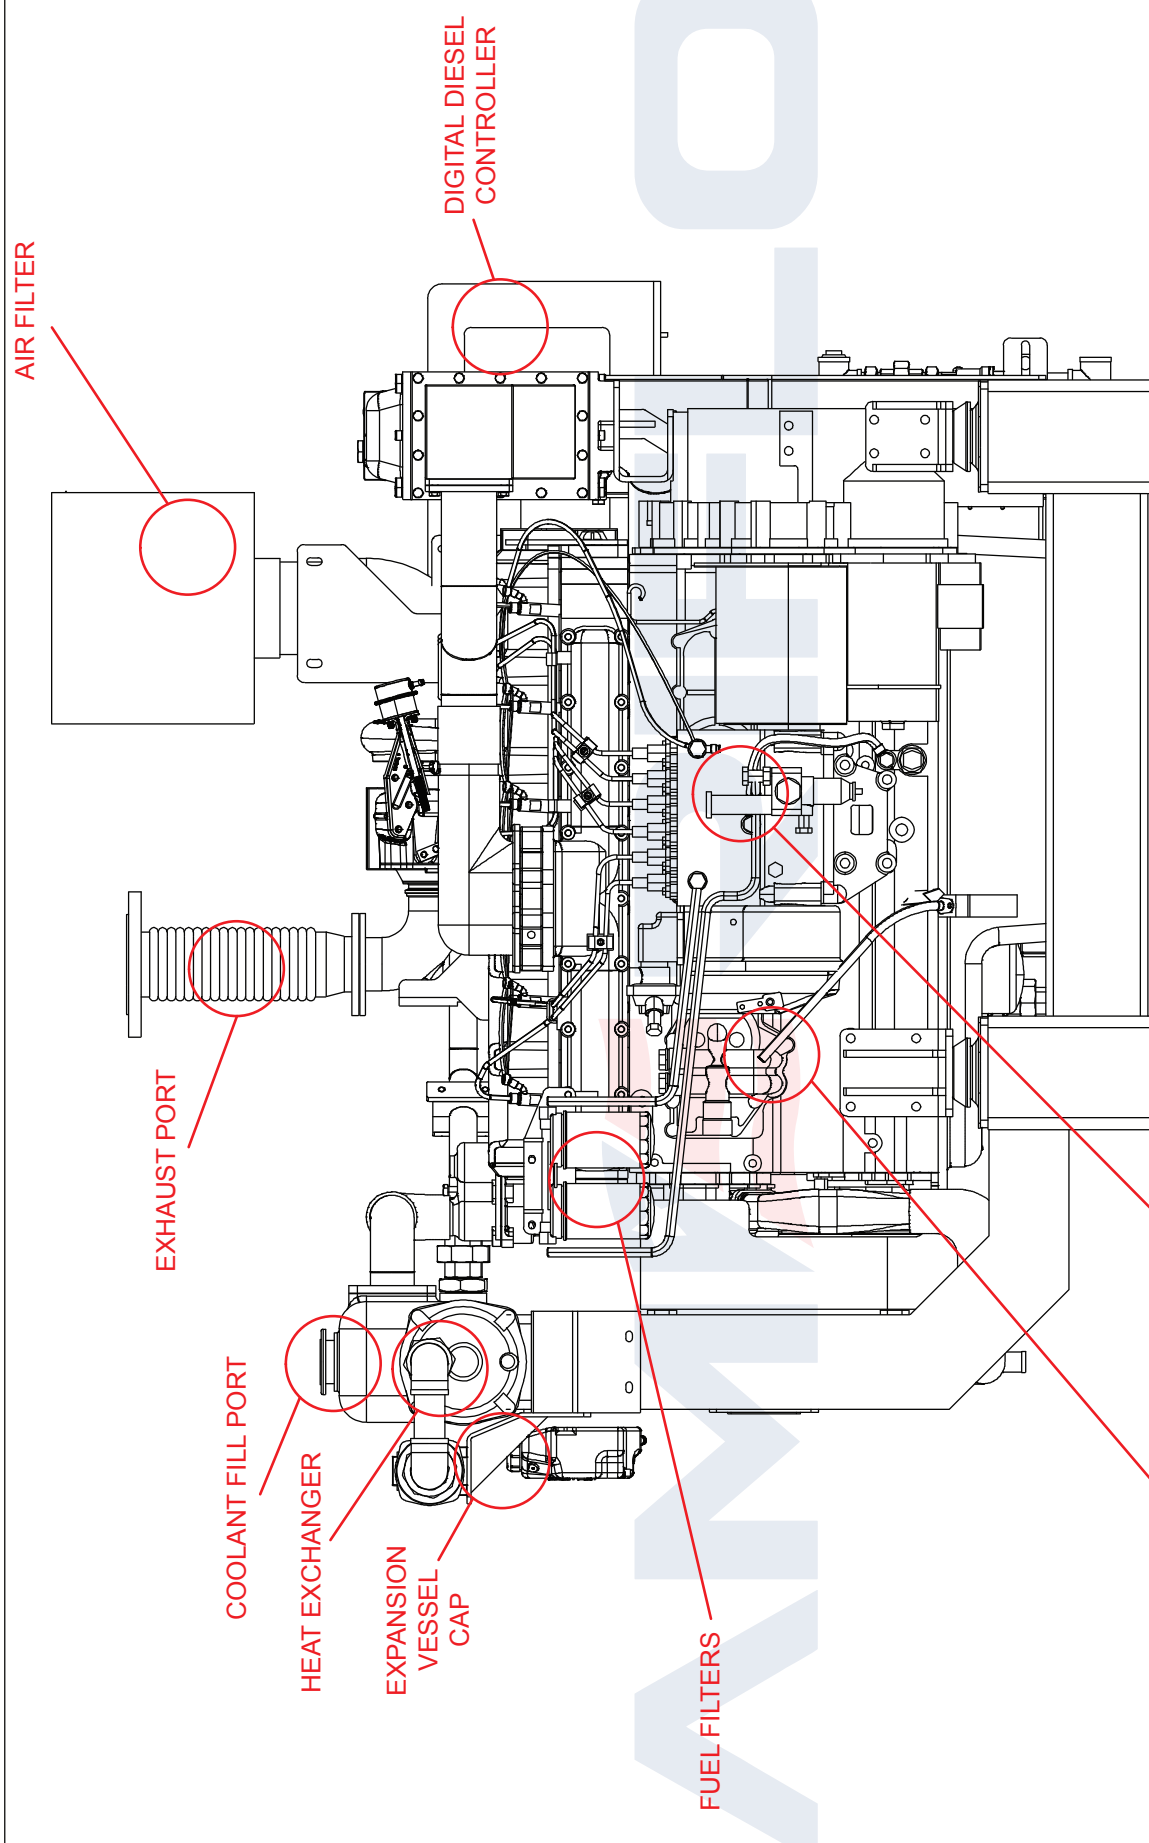 AIR FILTER
EXHAUST PORT
COOLANT FILL PORT
HEAT EXCHANGER
EXPANSION
VESSEL
CAP
DIGITAL DIESEL
CONTROLLER
FUEL FILTERS